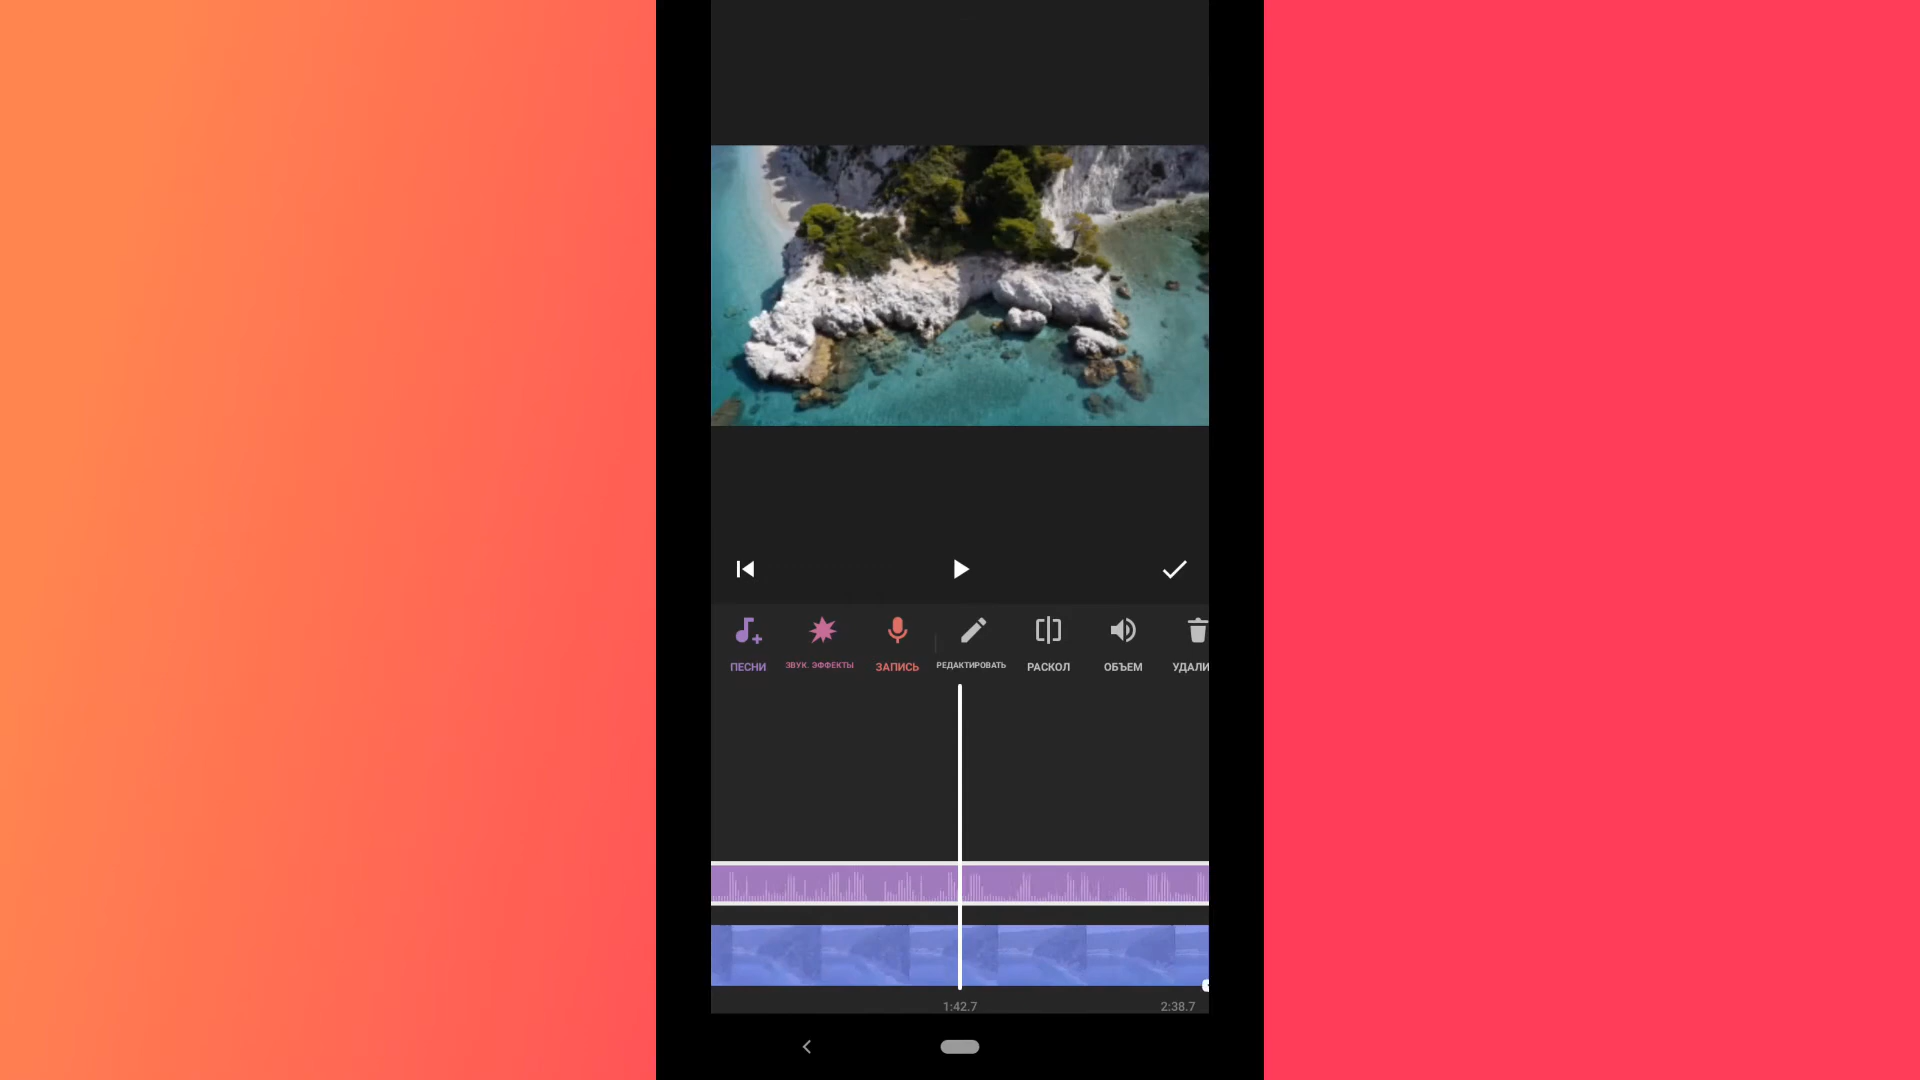 ПЕСНИ
ЗВУК. ЭФФЕКТЫ
ЗАПИСЬ
РЕДАКТИРОВАТЬ
РАСКОЛ
ОБЪЕМ
УДАЛИ
1:42.7
2:38.7